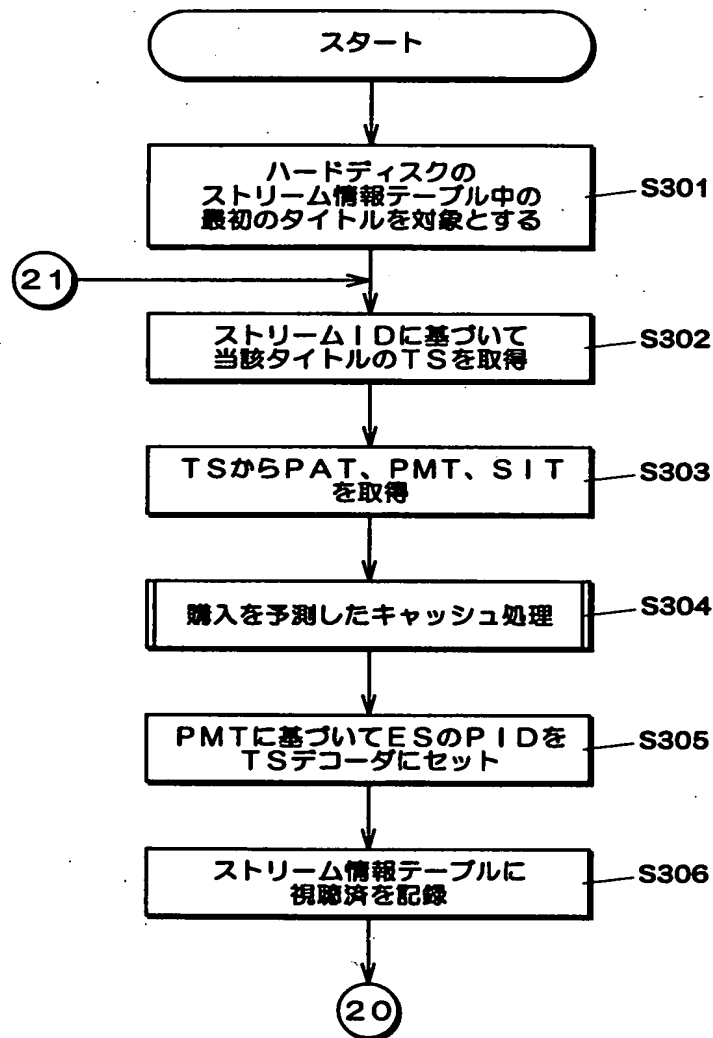 スタート
ハードディスクの
ストリーム情報テーブル中の
最初のタイトルを対象とする
S301
21
ストリームIDに基づいて
当該タイトルのTSを取得
S302
TSからPAT、PMT、SIT
を取得
S303
購入を予測したキャッシュ処理
S304
PMTに基づいてESのPIDを
TSデコーダにセット
S305
ストリーム情報テーブルに
視聴済を記録
S306
20